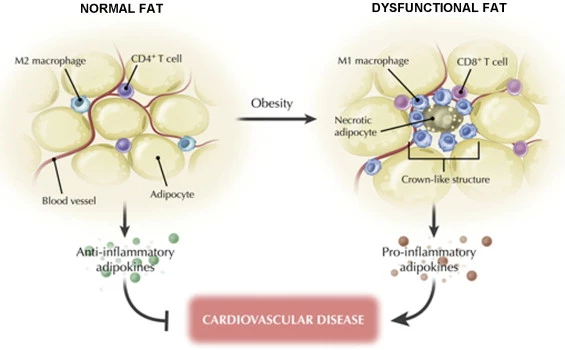 NORMAL FAT
DYSFUNCTIONAL FAT
M2 macrophage
CD4⁺ T cell
M1 macrophage
CD8⁺ T cell
Obesity
Necrotic
adipocyte
Crown-like structure
Blood vessel
Adipocyte
Anti-inflammatory
adipokines
Pro-inflammatory
adipokines
CARDIOVASCULAR DISEASE